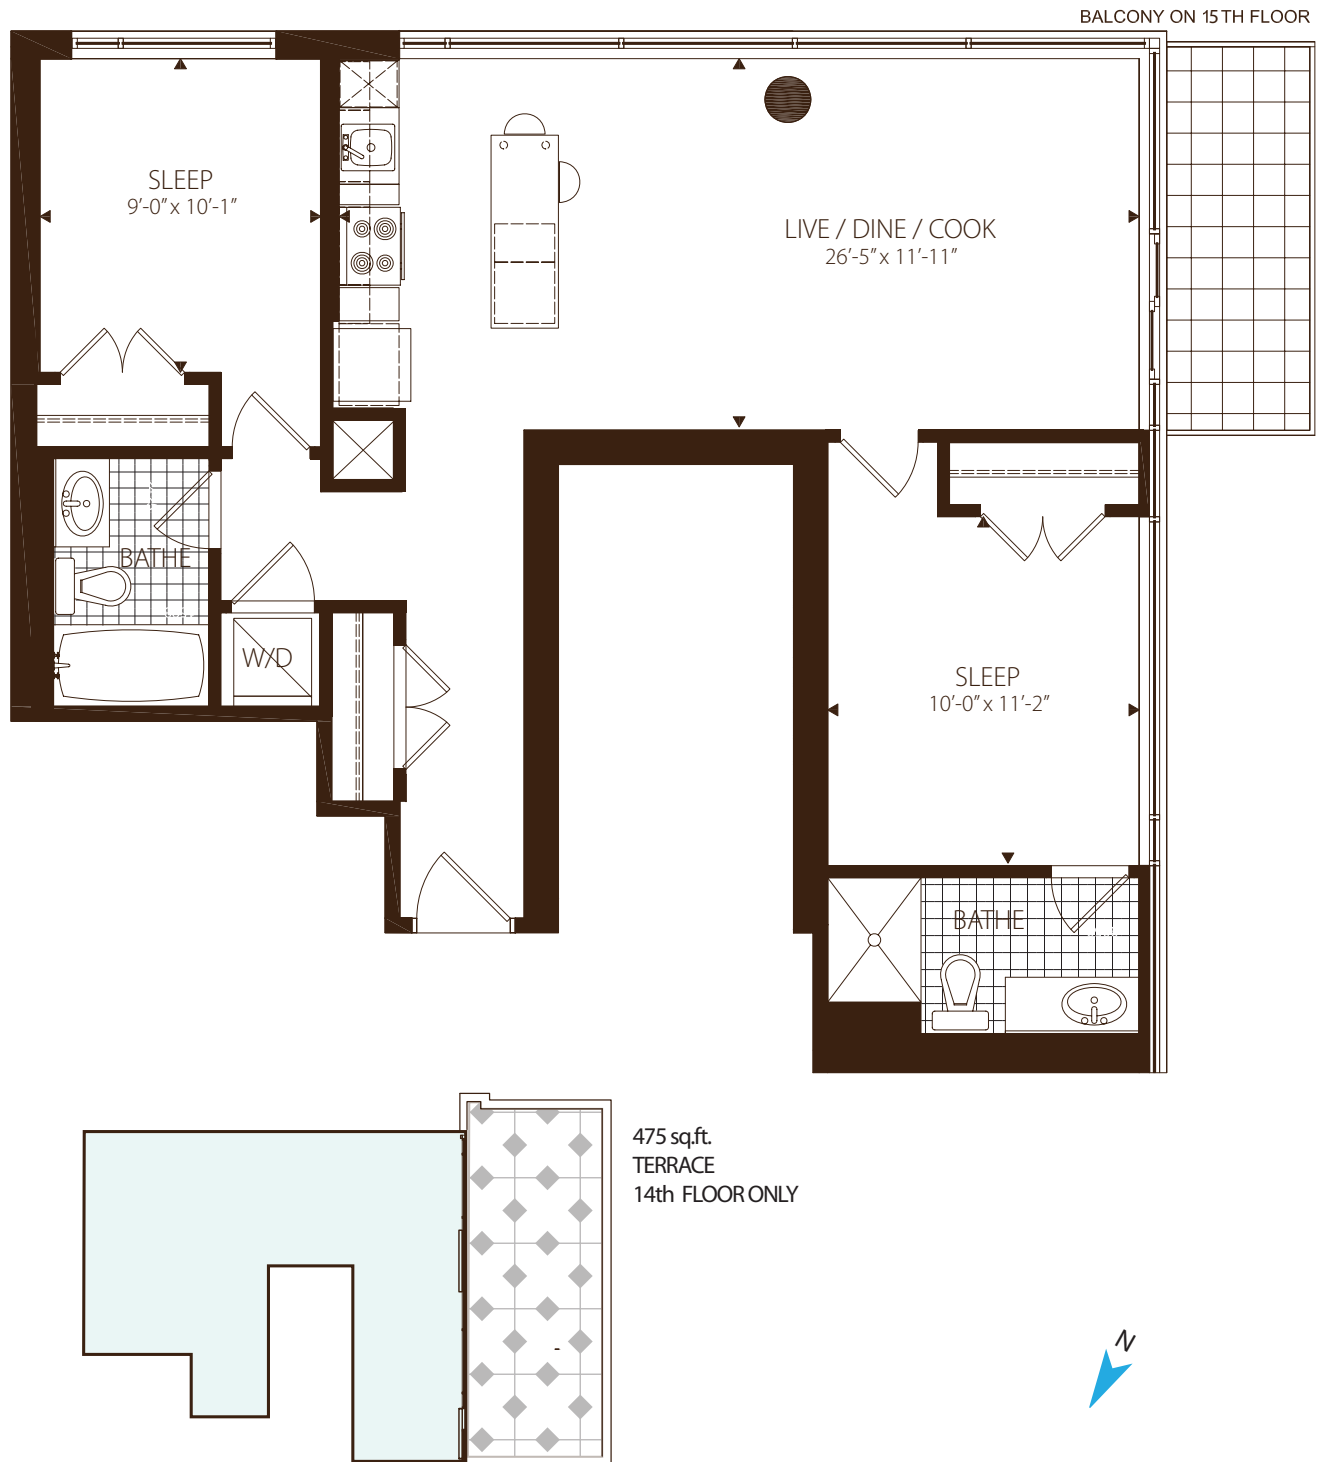 BALCONY ON 15TH FLOOR
SLEEP
9'-0" x 10'-1"
LIVE / DINE / COOK
26'-5" x 11'-11"
BATHE
W/D
SLEEP
10'-0" x 11'-2"
BATHE
475 sq.ft.
TERRACE
14th FLOOR ONLY
N